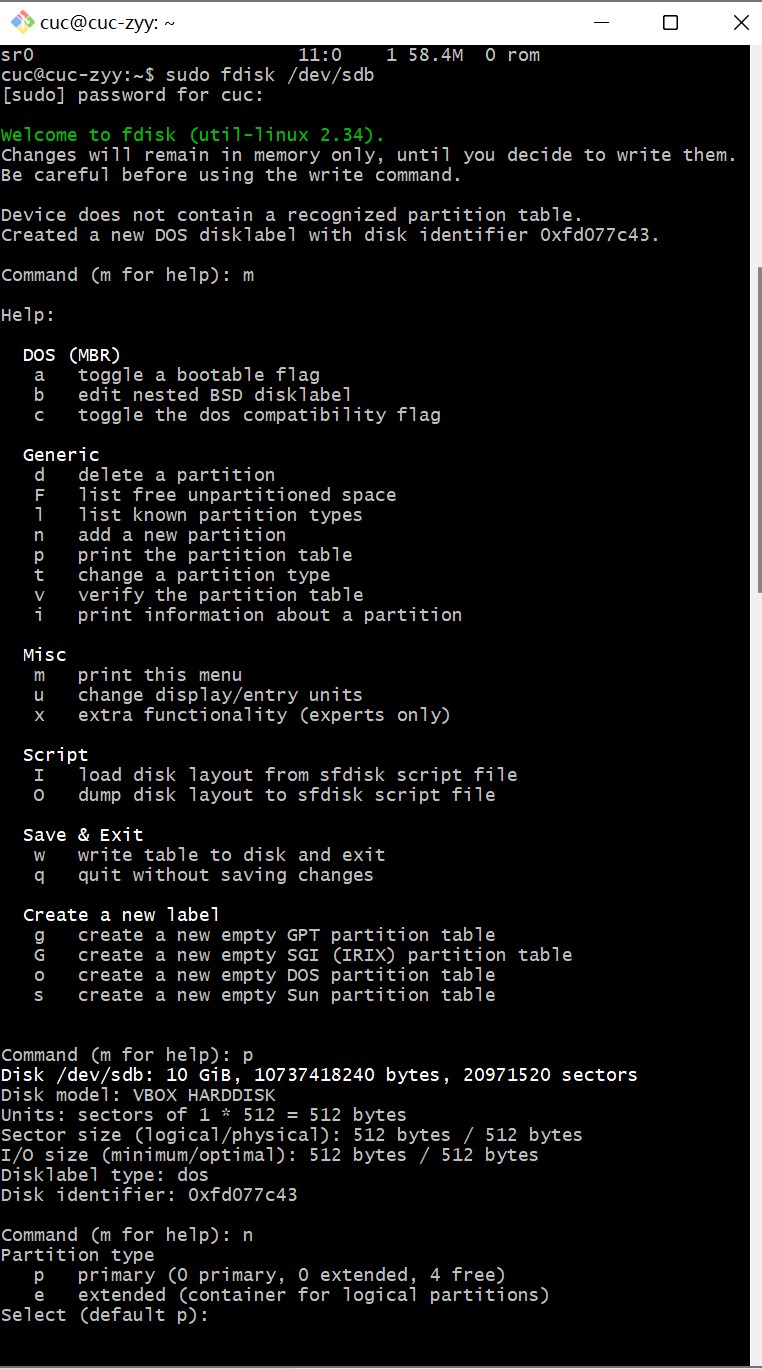 cuc@cuc-zyy: ~
sr0                        11:0    1 58.4M  0 rom
cuc@cuc-zyy:~$ sudo fdisk /dev/sdb
[sudo] password for cuc:
Welcome to fdisk (util-linux 2.34).
Changes will remain in memory only, until you decide to write them.
Be careful before using the write command.
Device does not contain a recognized partition table.
Created a new DOS disklabel with disk identifier 0xfd077c43.
Command (m for help): m
Help:
  DOS (MBR)
   a   toggle a bootable flag
   b   edit nested BSD disklabel
   c   toggle the dos compatibility flag
  Generic
   d   delete a partition
   F   list free unpartitioned space
   l   list known partition types
   n   add a new partition
   p   print the partition table
   t   change a partition type
   v   verify the partition table
   i   print information about a partition
  Misc
   m   print this menu
   u   change display/entry units
   x   extra functionality (experts only)
  Script
   I   load disk layout from sfdisk script file
   O   dump disk layout to sfdisk script file
  Save & Exit
   w   write table to disk and exit
   q   quit without saving changes
  Create a new label
   g   create a new empty GPT partition table
   G   create a new empty SGI (IRIX) partition table
   o   create a new empty DOS partition table
   s   create a new empty Sun partition table
Command (m for help): p
Disk /dev/sdb: 10 GiB, 10737418240 bytes, 20971520 sectors
Disk model: VBOX HARDDISK
Units: sectors of 1 * 512 = 512 bytes
Sector size (logical/physical): 512 bytes / 512 bytes
I/O size (minimum/optimal): 512 bytes / 512 bytes
Disklabel type: dos
Disk identifier: 0xfd077c43
Command (m for help): n
Partition type
   p   primary (0 primary, 0 extended, 4 free)
   e   extended (container for logical partitions)
Select (default p):